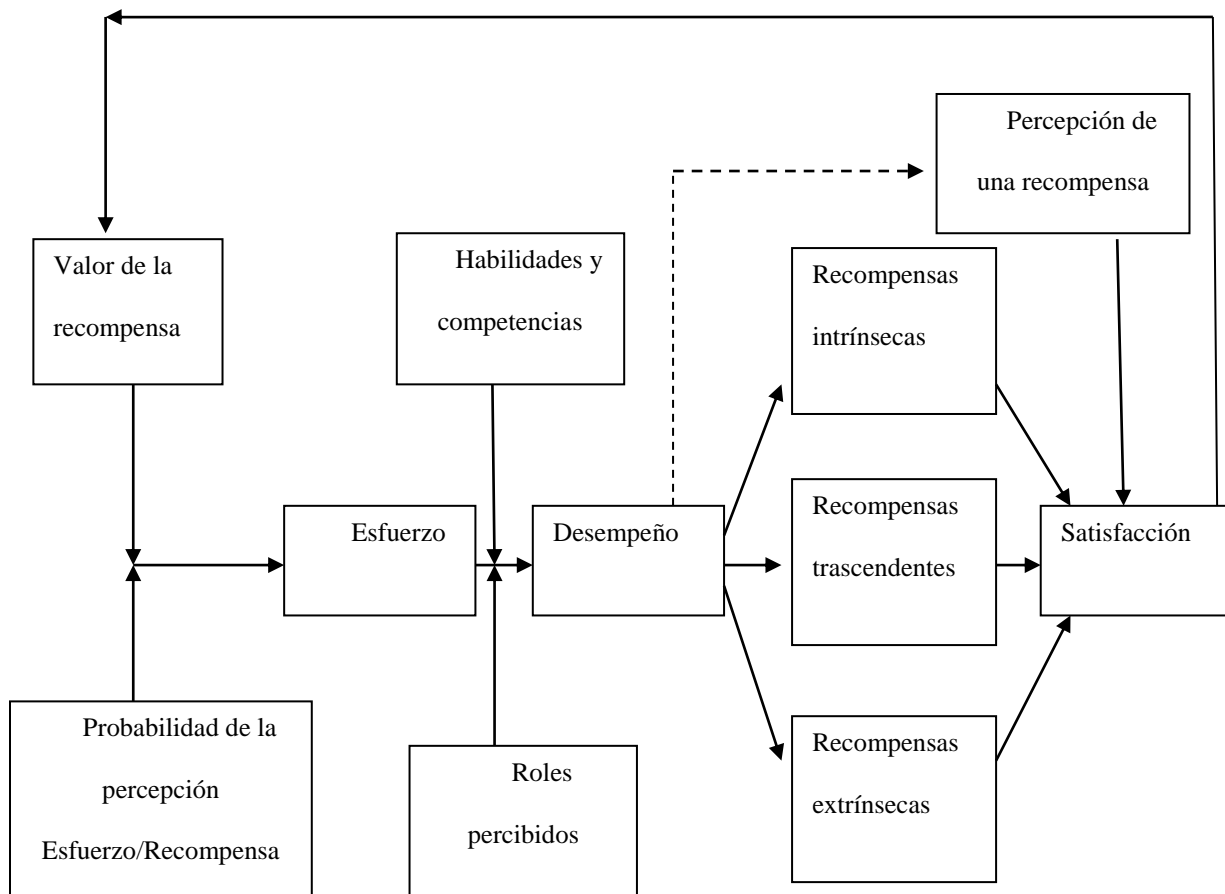 Percepción de
una recompensa
Valor de la
recompensa
Habilidades y
competencias
Recompensas
intrínsecas
Esfuerzo
Desempeño
Recompensas
trascendentes
Satisfacción
Probabilidad de la
percepción
Esfuerzo/Recompensa
Roles
percibidos
Recompensas
extrínsecas